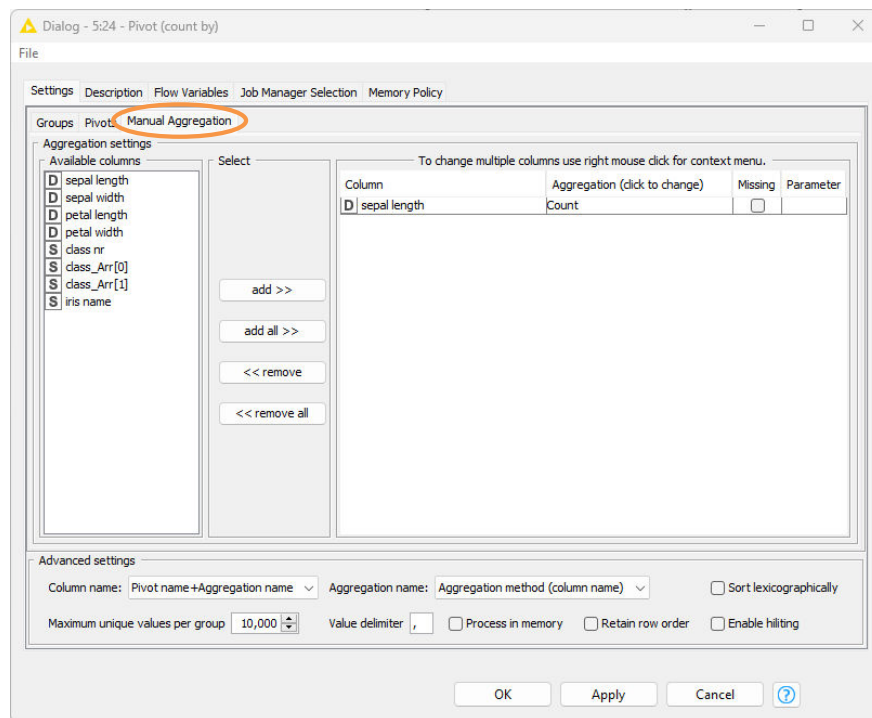 Dialog - 5:24 - Pivot (count by)
File
Settings Description Flow Variables Job Manager Selection Memory Policy
Groups Pivots Manual Aggregation
Aggregation settings
Available columns Select To change multiple columns use right mouse click for context menu.
D sepal length
D sepal width
D petal length
D petal width
S class nr
S class_Arr[0]
S class_Arr[1]
S iris name
add >>
add all >>
<< remove
<< remove all
Column Aggregation (click to change) Missing Parameter
D sepal length Count
Advanced settings
Column name: Pivot name+Aggregation name Aggregation name: Aggregation method (column name) Sort lexicographically
Maximum unique values per group 10,000 Value delimiter , Process in memory Retain row order Enable hiliting
OK Apply Cancel ?